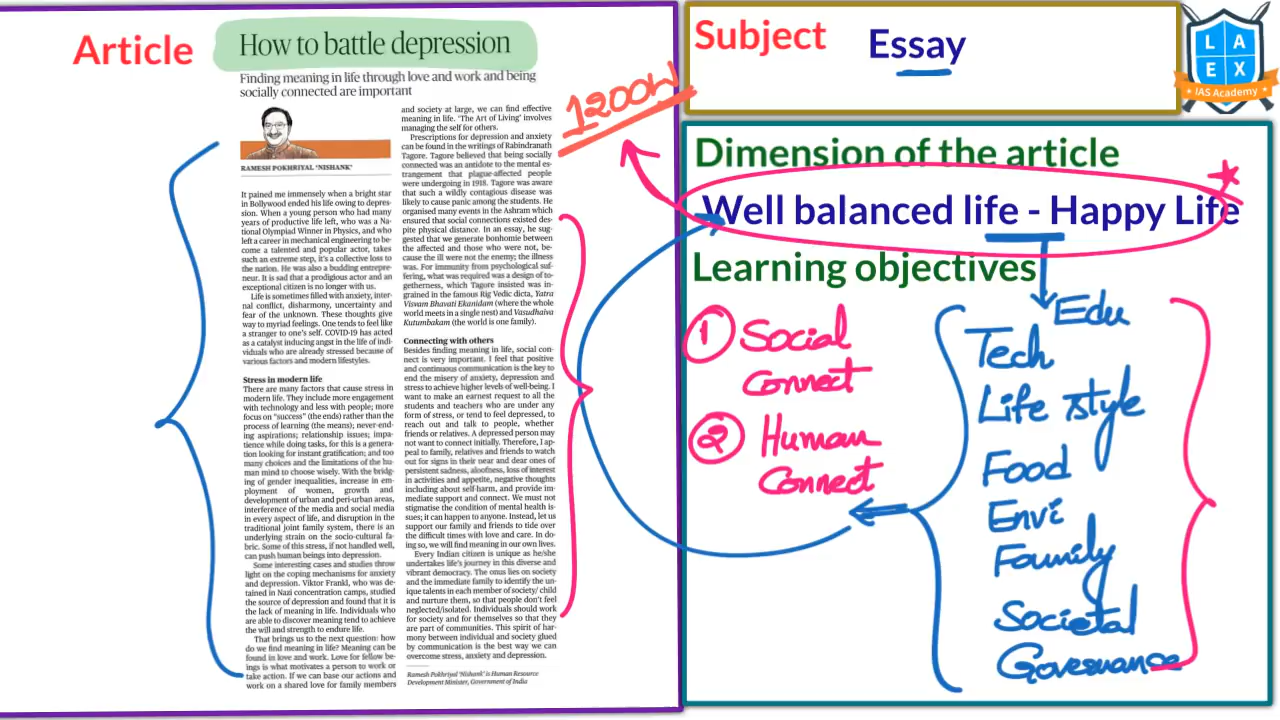 Article
How to battle depression
Finding meaning in life through love and work and being
socially connected are important
RAMESH POKHRIYAL ‘NISHANK’
It pained me immensely when a bright star
in Bollywood ended his life owing to depres-
sion. When a young person who had many
years of productive life left, who was a Na-
tional Olympiad Winner in Physics, and who
left a career in mechanical engineering to be-
come a talented and popular actor, takes
such an extreme step, it’s a collective loss to
the nation. He was also a budding entrepre-
neur. It is sad that a prodigious actor and an
exceptional citizen is no longer with us.
Life is sometimes filled with anxiety, inter-
nal conflict, disharmony, uncertainty and
fear of the unknown. These thoughts give
way to myriad feelings. One tends to feel like
a stranger to one’s self. COVID-19 has acted
as a catalyst inducing angst in the life of indi-
viduals who are already stressed because of
various factors and modern lifestyles.
Stress in modern life
There are many factors that cause stress in
modern life. They include more engagement
with technology and less with people; more
focus on “success” (the ends) rather than the
process of learning (the means); never-end-
ing aspirations; relationship issues; impa-
tience while doing tasks, for this is a genera-
tion looking for instant gratification; and too
many choices and the limitations of the hu-
man mind to choose wisely. With the bridg-
ing of gender inequalities, increase in em-
ployment of women, growth and
development of urban and peri-urban areas,
interference of the media and social media
in every aspect of life, and disruption in the
traditional joint family system, there is an
underlying strain on the socio-cultural fa-
bric. Some of this stress, if not handled well,
can push human beings into depression.
Some interesting cases and studies throw
light on the coping mechanisms for anxiety
and depression. Viktor Frankl, who was de-
tained in Nazi concentration camps, studied
the source of depression and found that it is
the lack of meaning in life. Individuals who
are able to discover meaning tend to achieve
the will and strength to endure life.
That brings us to the next question: how
do we find meaning in life? Meaning can be
found in love and work. Love for fellow be-
ings is what motivates a person to work or
take action. If we can base our actions and
work on a shared love for family members
and society at large, we can find effective
meaning in life. ‘The Art of Living’ involves
managing the self for others.
Prescriptions for depression and anxiety
can be found in the writings of Rabindranath
Tagore. Tagore believed that being socially
connected was an antidote to the mental es-
trangement that plague-affected people
were undergoing in 1918. Tagore was aware
that such a wildly contagious disease was
likely to cause panic among the students. He
organised many events in the Ashram which
ensured that social connections existed des-
pite physical distance. In an essay, he sug-
gested that we generate bonhomie between
the affected and those who were not, be-
cause the ill were not the enemy; the illness
was. For immunity from psychological suf-
fering, what was required was a design of to-
getherness, which Tagore insisted was in-
grained in the famous Rig Vedic dicta, Yatra
Visvam Bhavati Ekanidam (where the whole
world meets in a single nest) and Vasudhaiva
Kutumbakam (the world is one family).
Connecting with others
Besides finding meaning in life, social con-
nect is very important. I feel that positive
and continuous communication is the key to
end the misery of anxiety, depression and
stress to achieve higher levels of well-being. I
want to make an earnest request to all the
students and teachers who are under any
form of stress, or tend to feel depressed, to
reach out and talk to people, whether
friends or relatives. A depressed person may
not want to connect initially. Therefore, I ap-
peal to family, relatives and friends to watch
out for signs in their near and dear ones of
persistent sadness, aloofness, loss of interest
in activities and appetite, negative thoughts
including about self-harm, and provide im-
mediate support and connect. We must not
stigmatise the condition of mental health is-
sues; it can happen to anyone. Instead, let us
support our family and friends to tide over
the difficult times with love and care. In do-
ing so, we will find meaning in our own lives.
Every Indian citizen is unique as he/she
undertakes life’s journey in this diverse and
vibrant democracy. The onus lies on society
and the immediate family to identify the un-
ique talents in each member of society/ child
and nurture them, so that people don’t feel
neglected/isolated. Individuals should work
for society and for themselves so that they
are part of communities. This spirit of har-
mony between individual and society glued
by communication is the best way we can
overcome stress, anxiety and depression.
Ramesh Pokhriyal ‘Nishank’ is Human Resource
Development Minister, Government of India
1200W
Subject
Essay
L A
E X
IAS Academy
Dimension of the article
Well balanced life - Happy Life
Learning objectives
1 Social
Connect
2 Human
Connect
Edu
Tech
Life style
Food
Envi
Family
Societal
Governance